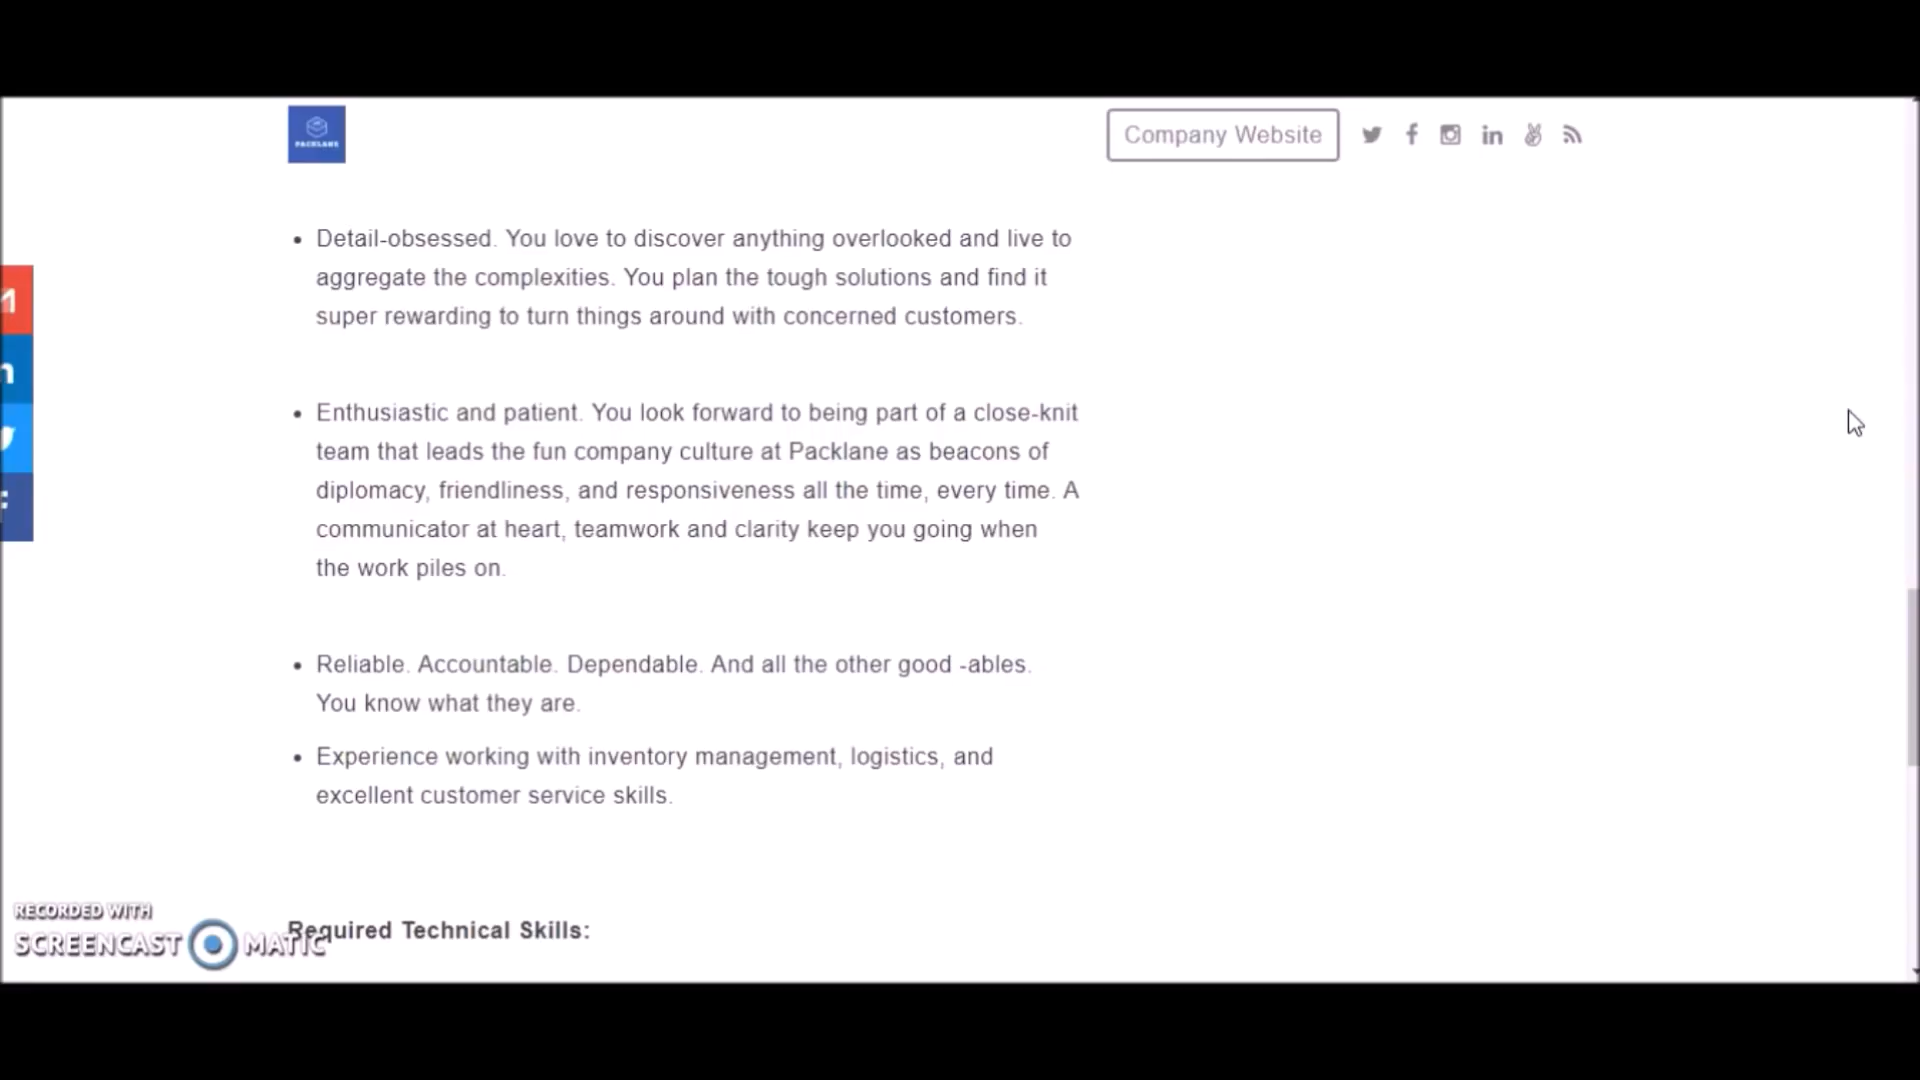 PACKLANE
Company Website
Detail-obsessed. You love to discover anything overlooked and live to
aggregate the complexities. You plan the tough solutions and find it
super rewarding to turn things around with concerned customers.
Enthusiastic and patient. You look forward to being part of a close-knit
team that leads the fun company culture at Packlane as beacons of
diplomacy, friendliness, and responsiveness all the time, every time. A
communicator at heart, teamwork and clarity keep you going when
the work piles on.
Reliable. Accountable. Dependable. And all the other good -ables.
You know what they are.
Experience working with inventory management, logistics, and
excellent customer service skills.
Required Technical Skills:
RECORDED WITH
SCREENCAST MATIC